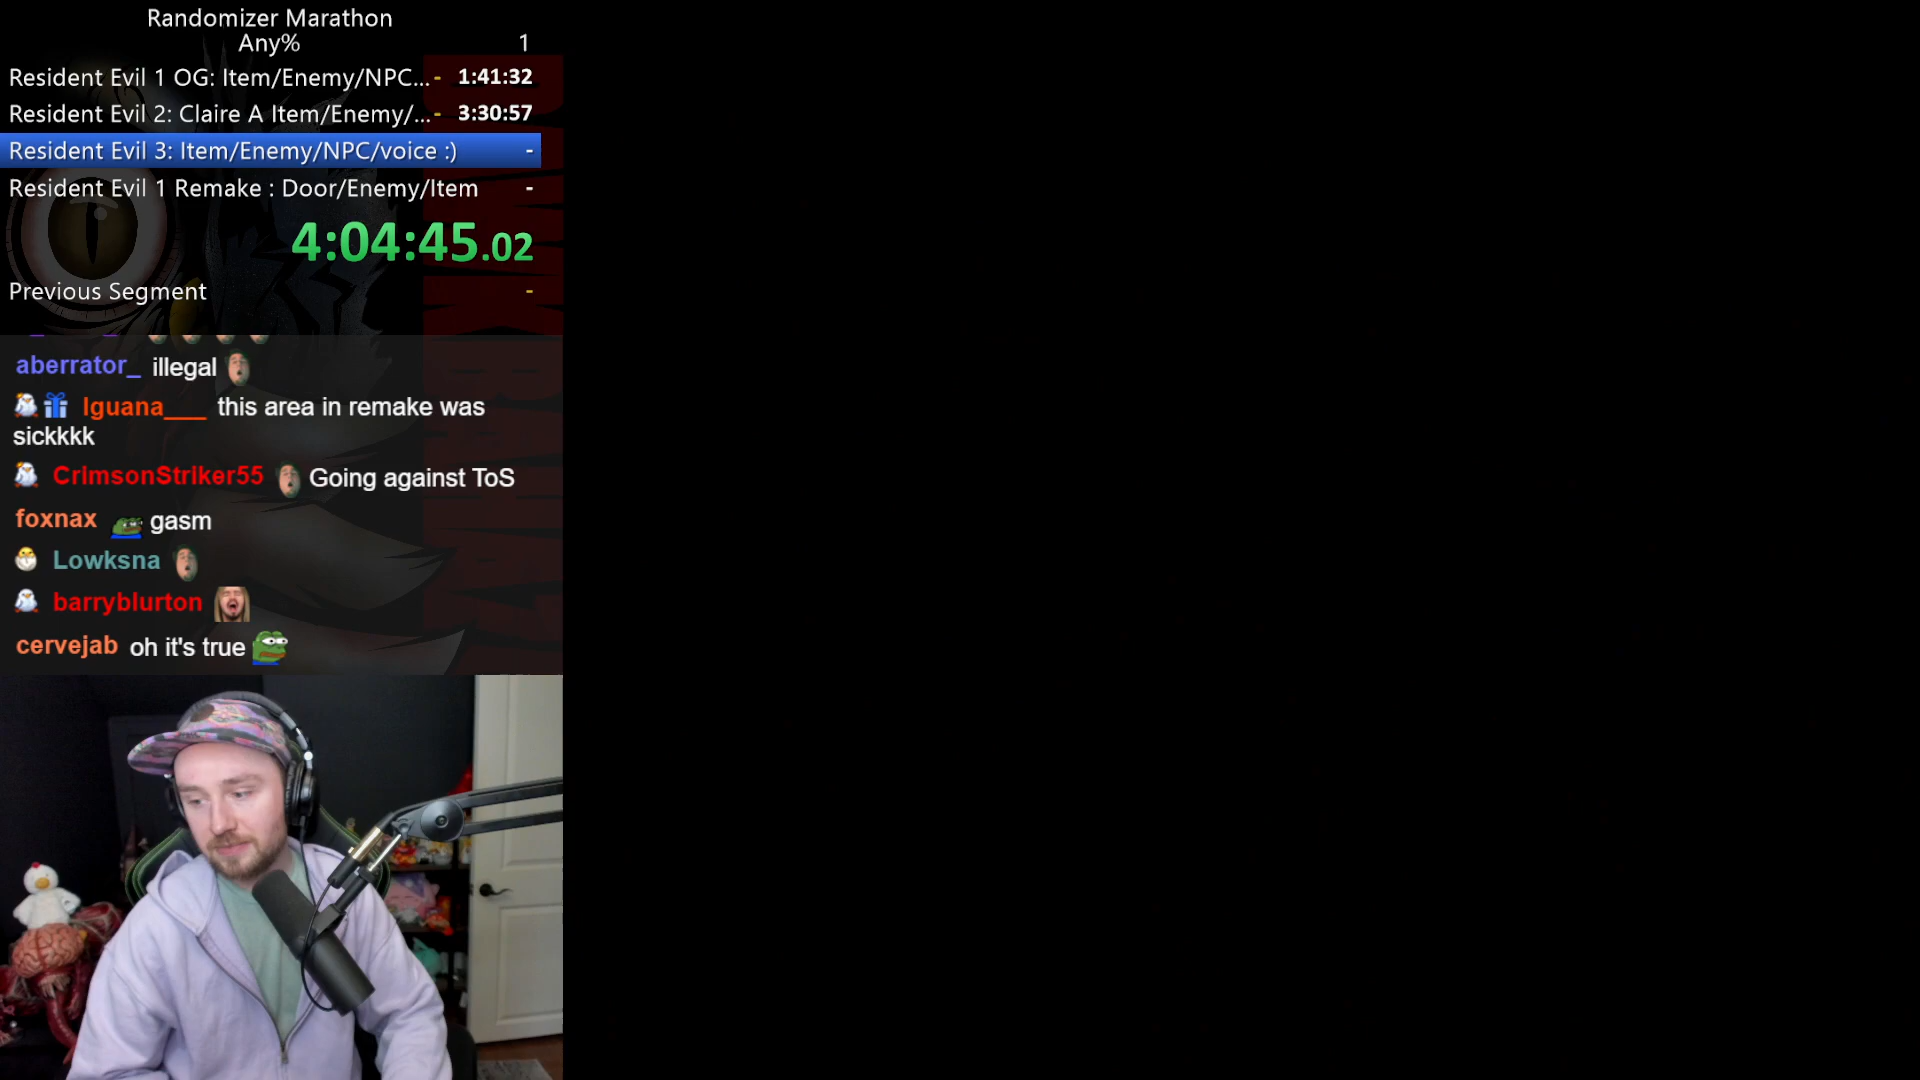 Randomizer Marathon
Any% 1
Resident Evil 1 OG: Item/Enemy/NPC... - 1:41:32
Resident Evil 2: Claire A Item/Enemy/... - 3:30:57
Resident Evil 3: Item/Enemy/NPC/voice :) -
Resident Evil 1 Remake : Door/Enemy/Item -
4:04:45.02
Previous Segment -
aberrator_ illegal
Iguana___ this area in remake was
sickkkk
CrImsonStriker55 Going against ToS
foxnax gasm
Lowksna
barryblurton
cervejab oh it's true